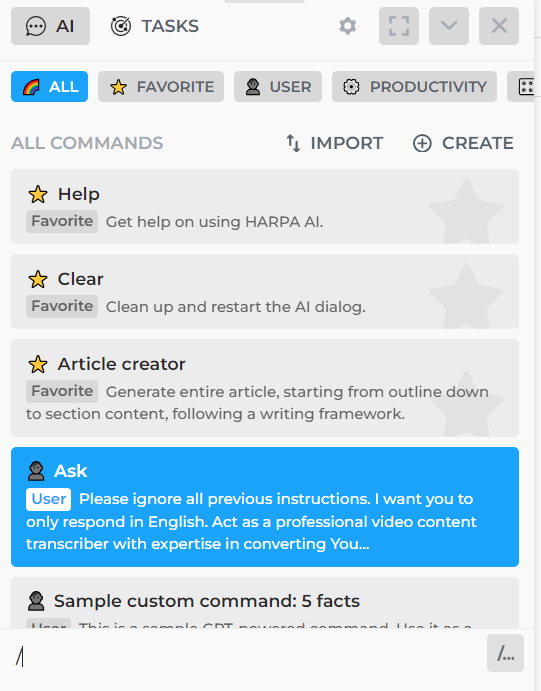 AI TASKS
ALL FAVORITE USER PRODUCTIVITY
ALL COMMANDS IMPORT CREATE
Help
Favorite Get help on using HARPA AI.
Clear
Favorite Clean up and restart the AI dialog.
Article creator
Favorite Generate entire article, starting from outline down
to section content, following a writing framework.
Ask
User Please ignore all previous instructions. I want you to
only respond in English. Act as a professional video content
transcriber with expertise in converting You...
Sample custom command: 5 facts
User This is a sample GPT-powered command. Use it as a
/ /...